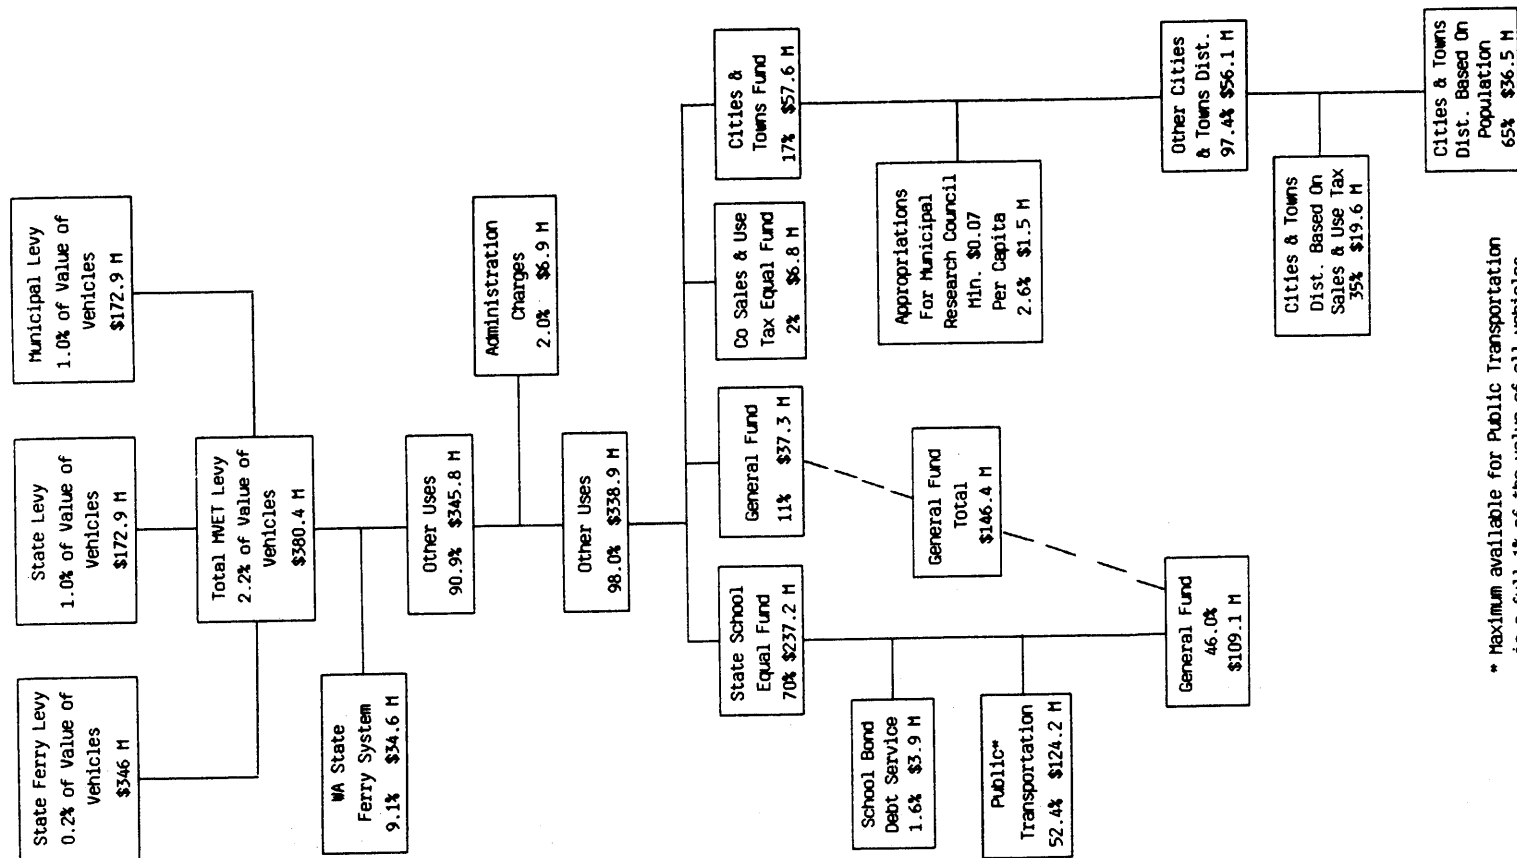 State Ferry Levy
0.2% of Value of
Vehicles
$346 M
State Levy
1.0% of Value of
Vehicles
$172.9 M
Municipal Levy
1.0% of Value of
Vehicles
$172.9 M
Total MVET Levy
2.2% of Value of
Vehicles
$380.4 M
WA State
Ferry System
9.1% $34.6 M
Other Uses
90.9% $345.8 M
Administration
Charges
2.0% $6.9 M
Other Uses
98.0% $338.9 M
State School
Equal Fund
70% $237.2 M
General Fund
11% $37.3 M
Co Sales & Use
Tax Equal Fund
2% $6.8 M
Cities &
Towns Fund
17% $57.6 M
School Bond
Debt Service
1.6% $3.9 M
General Fund
Total
$146.4 M
Appropriations
For Municipal
Research Council
Min. $0.07
Per Capita
2.6% $1.5 M
Public*
Transportation
52.4% $124.2 M
General Fund
46.0%
$109.1 M
Other Cities
& Towns Dist.
97.4% $56.1 M
Cities & Towns
Dist. Based On
Sales & Use Tax
35% $19.6 M
Cities & Towns
Dist. Based On
Population
65% $36.5 M
* Maximum available for Public Transportation